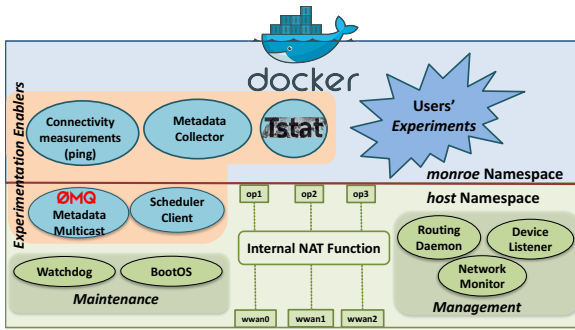 docker
Experimentation Enablers
Connectivity
measurements
(ping)
Metadata
Collector
Tstat
Users'
Experiments
monroe Namespace
host Namespace
ØMQ
Metadata
Multicast
Scheduler
Client
op1
op2
op3
Internal NAT Function
Routing
Daemon
Device
Listener
Network
Monitor
Management
Watchdog
BootOS
Maintenance
wwan0
wwan1
wwan2